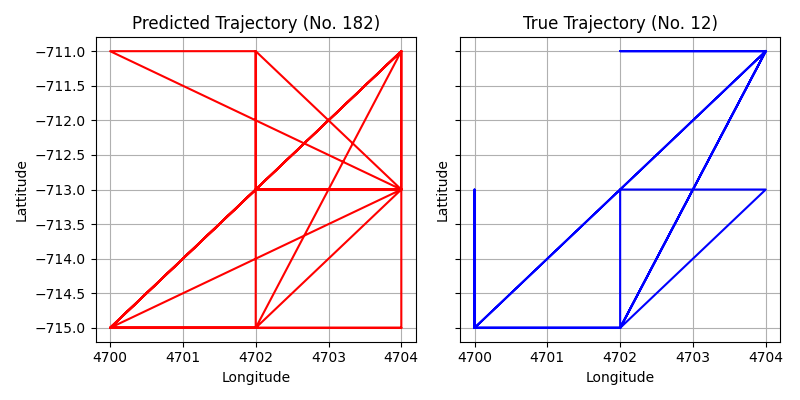 Predicted Trajectory (No. 182)
True Trajectory (No. 12)
−711.0
−711.5
−712.0
−712.5
−713.0
−713.5
−714.0
−714.5
−715.0
Lattitude
Lattitude
4700 4701 4702 4703 4704
4700 4701 4702 4703 4704
Longitude
Longitude